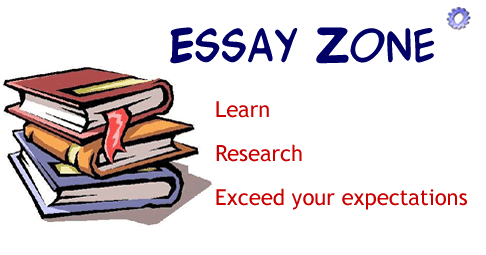 Essay Zone
Learn
Research
Exceed your expectations